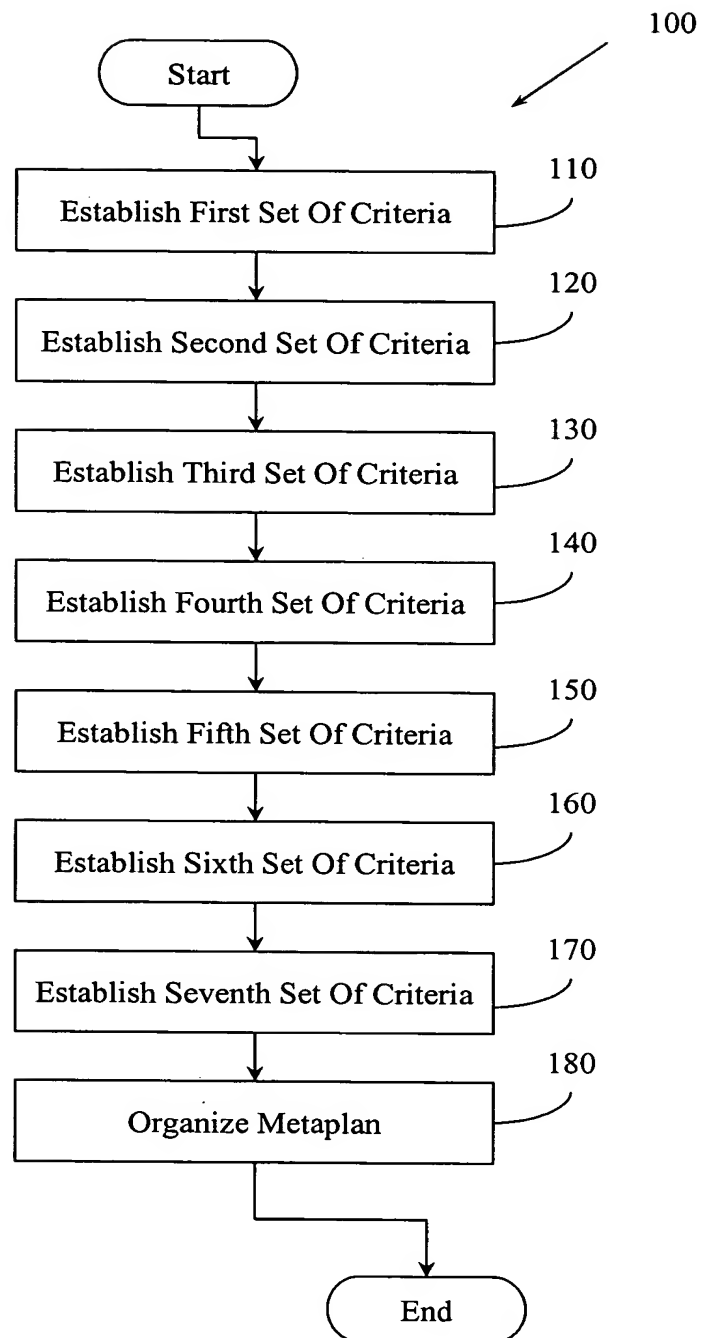 100
Start
110
Establish First Set Of Criteria
120
Establish Second Set Of Criteria
130
Establish Third Set Of Criteria
140
Establish Fourth Set Of Criteria
150
Establish Fifth Set Of Criteria
160
Establish Sixth Set Of Criteria
170
Establish Seventh Set Of Criteria
180
Organize Metaplan
End